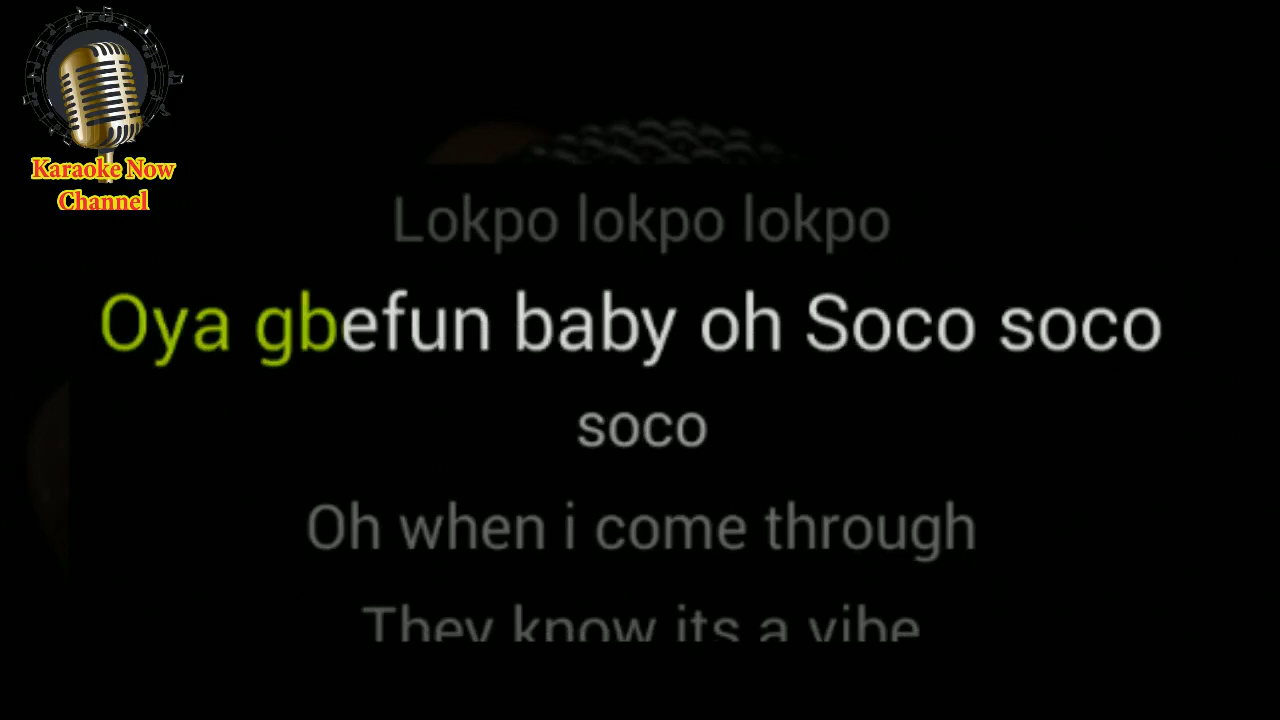 Karaoke Now
Channel
Lokpo lokpo lokpo
Oya gbefun baby oh Soco soco
soco
Oh when i come through
They know its a vibe